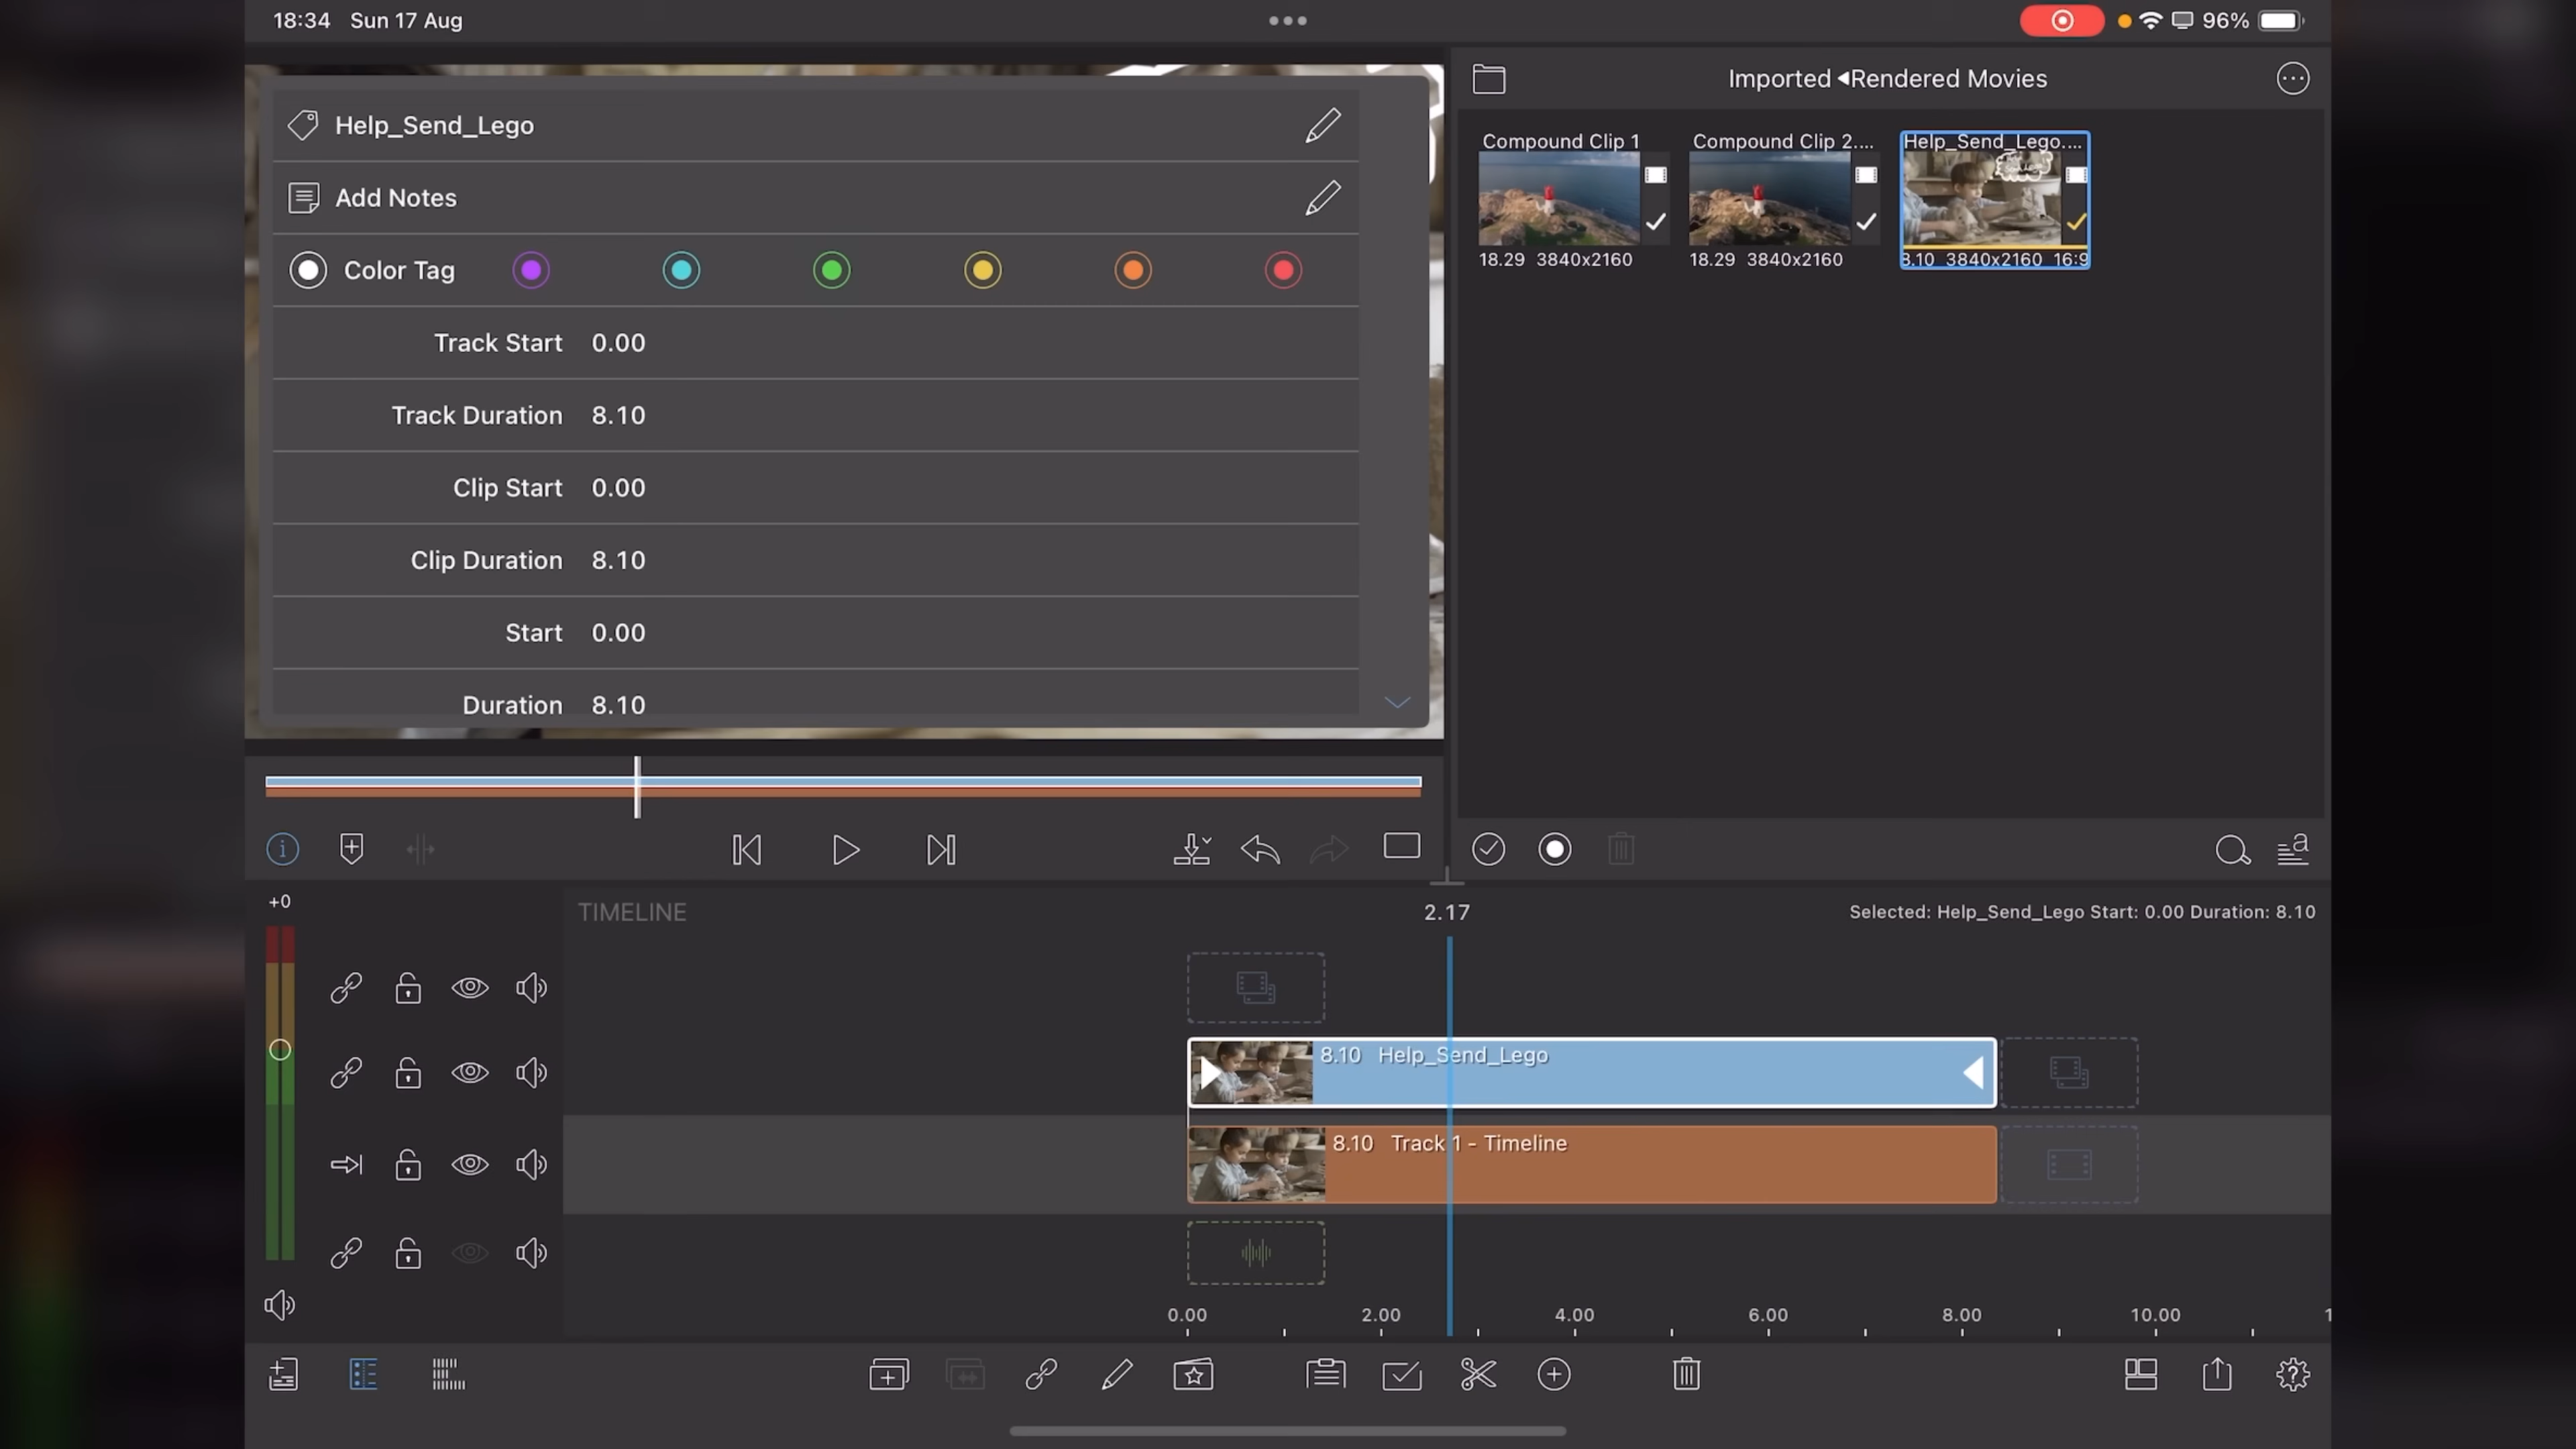 18:34 Sun 17 Aug
96%
Help_Send_Lego
Add Notes
Color Tag
Track Start 0.00
Track Duration 8.10
Clip Start 0.00
Clip Duration 8.10
Start 0.00
Duration 8.10
Imported ◂Rendered Movies
Compound Clip 1
Compound Clip 2....
Help_Send_Lego....
18.29 3840x2160
18.29 3840x2160
8.10 3840x2160 16:9
+0
TIMELINE
2.17
Selected: Help_Send_Lego Start: 0.00 Duration: 8.10
8.10 Help_Send_Lego
8.10 Track 1 - Timeline
0.00 2.00 4.00 6.00 8.00 10.00 1